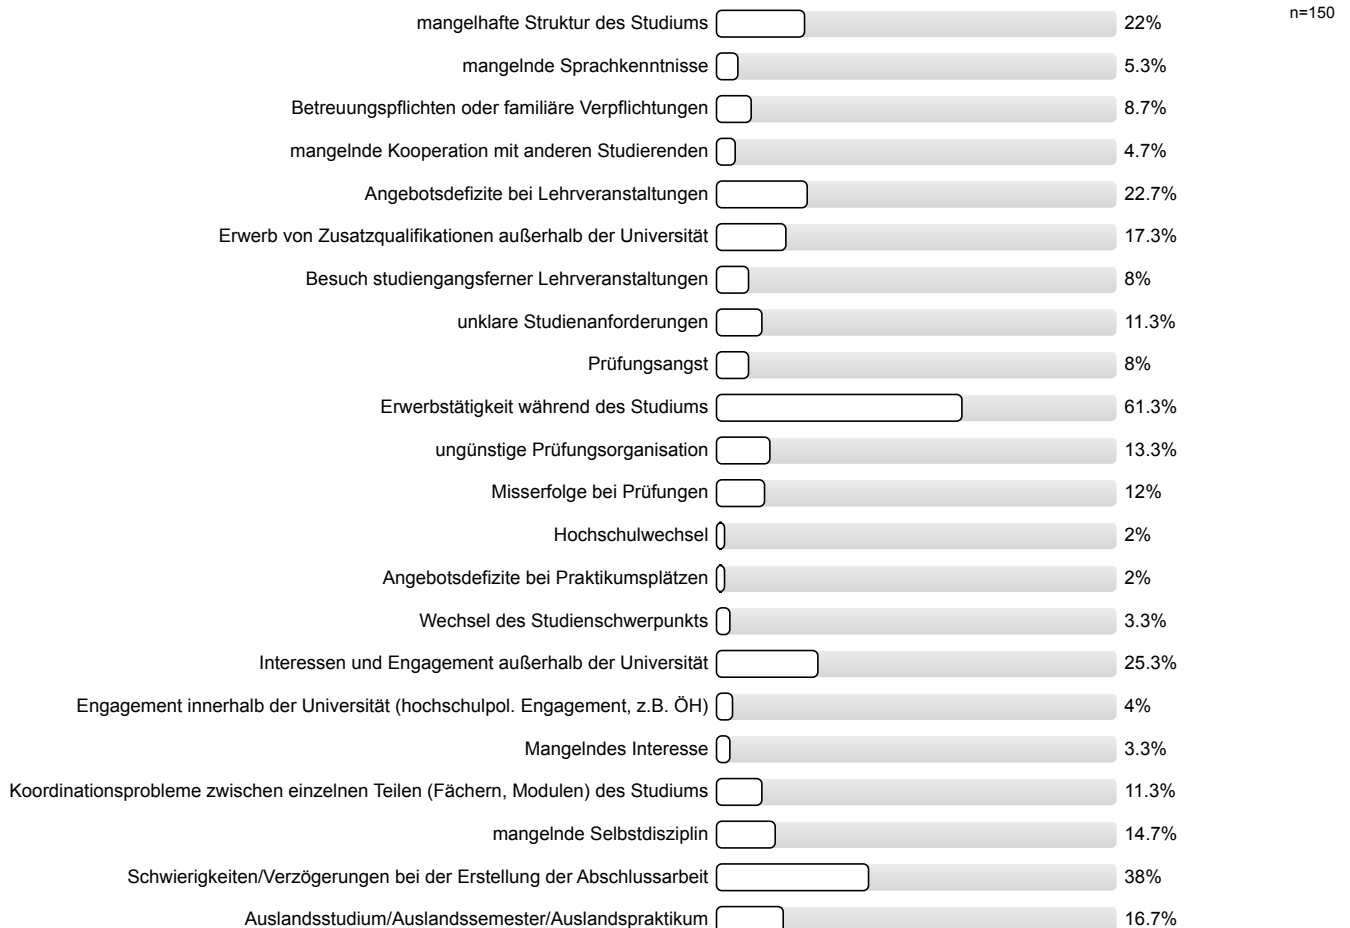 n=150
mangelhafte Struktur des Studiums 22%
mangelnde Sprachkenntnisse 5.3%
Betreuungspflichten oder familiäre Verpflichtungen 8.7%
mangelnde Kooperation mit anderen Studierenden 4.7%
Angebotsdefizite bei Lehrveranstaltungen 22.7%
Erwerb von Zusatzqualifikationen außerhalb der Universität 17.3%
Besuch studiengangsferner Lehrveranstaltungen 8%
unklare Studienanforderungen 11.3%
Prüfungsangst 8%
Erwerbstätigkeit während des Studiums 61.3%
ungünstige Prüfungsorganisation 13.3%
Misserfolge bei Prüfungen 12%
Hochschulwechsel 2%
Angebotsdefizite bei Praktikumsplätzen 2%
Wechsel des Studienschwerpunkts 3.3%
Interessen und Engagement außerhalb der Universität 25.3%
Engagement innerhalb der Universität (hochschulpol. Engagement, z.B. ÖH) 4%
Mangelndes Interesse 3.3%
Koordinationsprobleme zwischen einzelnen Teilen (Fächern, Modulen) des Studiums 11.3%
mangelnde Selbstdisziplin 14.7%
Schwierigkeiten/Verzögerungen bei der Erstellung der Abschlussarbeit 38%
Auslandsstudium/Auslandssemester/Auslandspraktikum 16.7%